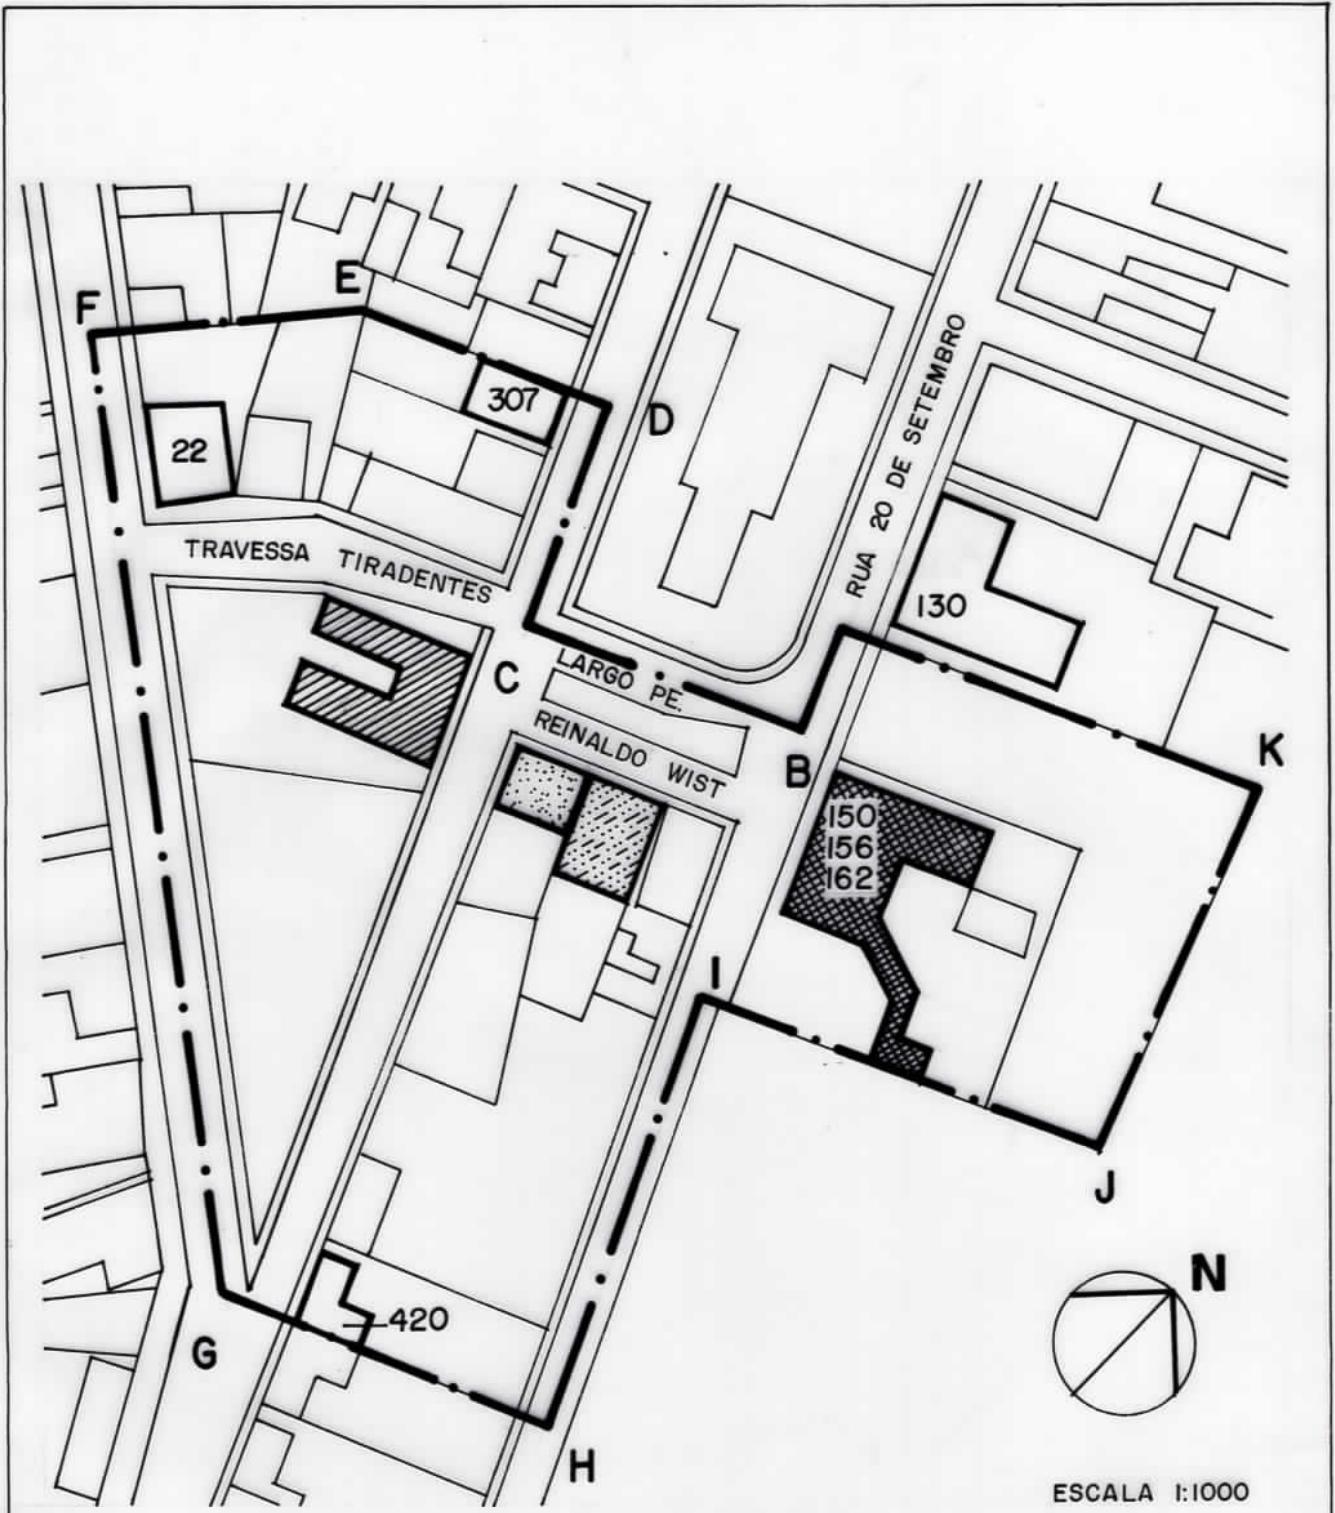 E
F
D
307
22
RUA 20 DE SETEMBRO
TRAVESSA TIRADENTES
130
C
LARGO PE.
REINALDO WIST
B
K
150
156
162
I
J
N
420
G
H
ESCALA 1:1000